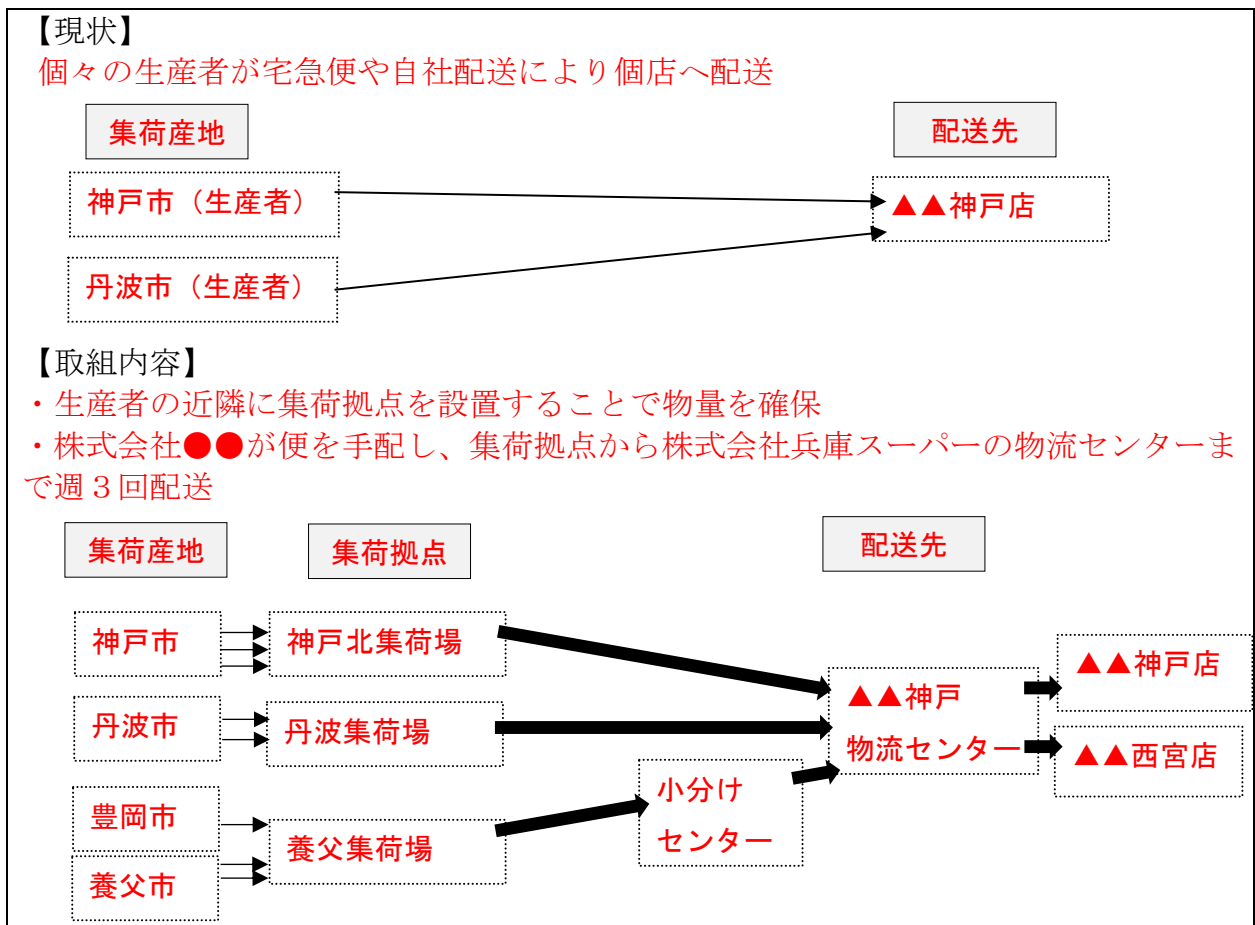 【現状】
個々の生産者が宅急便や自社配送により個店へ配送
集荷産地
配送先
神戸市（生産者）
▲▲神戸店
丹波市（生産者）
【取組内容】
・生産者の近隣に集荷拠点を設置することで物量を確保
・株式会社●●が便を手配し、集荷拠点から株式会社兵庫スーパーの物流センターま
で週３回配送
集荷産地
集荷拠点
配送先
神戸市
神戸北集荷場
▲▲神戸店
丹波市
丹波集荷場
▲▲神戸
物流センター
▲▲西宮店
小分け
センター
豊岡市
養父集荷場
養父市